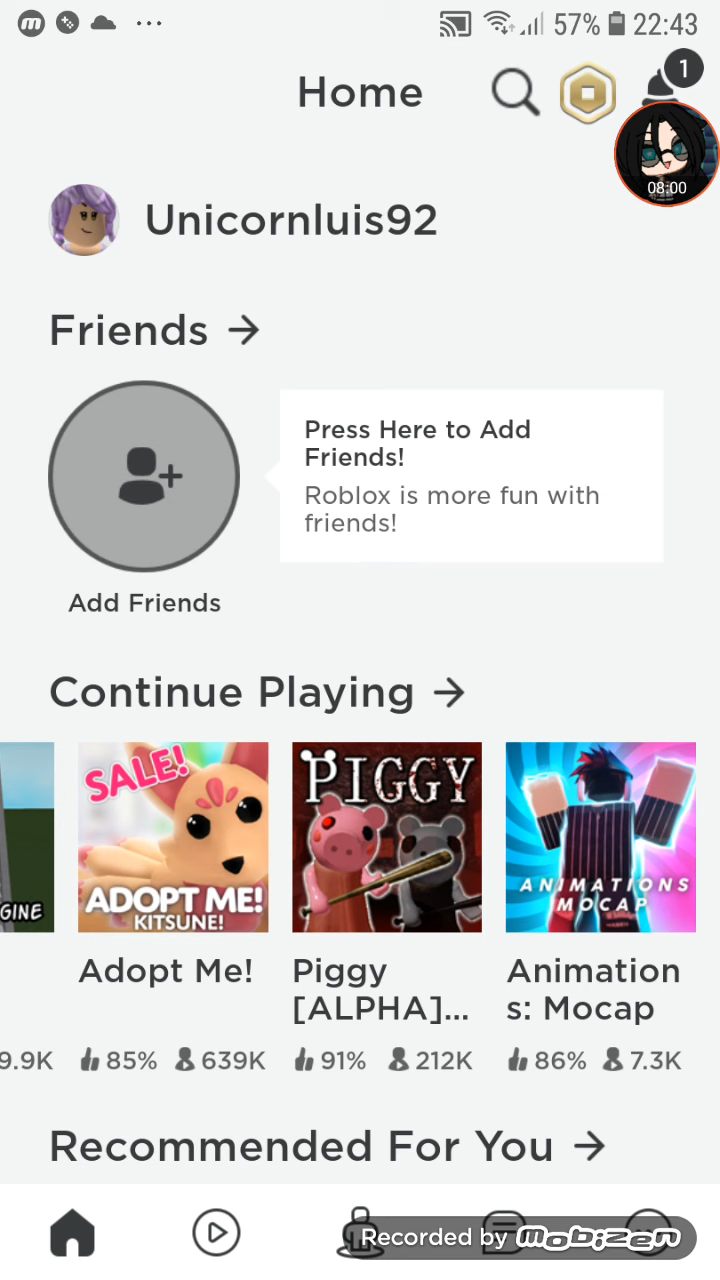 57% 22:43
Home
1
08:00
Unicornluis92
Friends
Press Here to Add
Friends!
Roblox is more fun with
friends!
Add Friends
Continue Playing
GINE
SALE!
ADOPT ME!
KITSUNE!
PIGGY
ANIMATIONS
MOCAP
Adopt Me!
Piggy
[ALPHA]...
Animation
s: Mocap
9.9K
85% 639K
91% 212K
86% 7.3K
Recommended For You
Recorded by mobizen